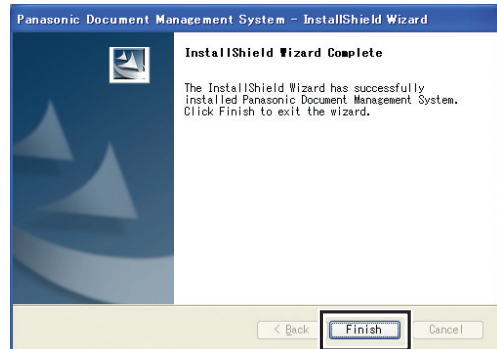 Panasonic Document Management System - InstallShield Wizard
InstallShield Wizard Complete
The InstallShield Wizard has successfully
installed Panasonic Document Management System.
Click Finish to exit the wizard.
< Back
Finish
Cancel